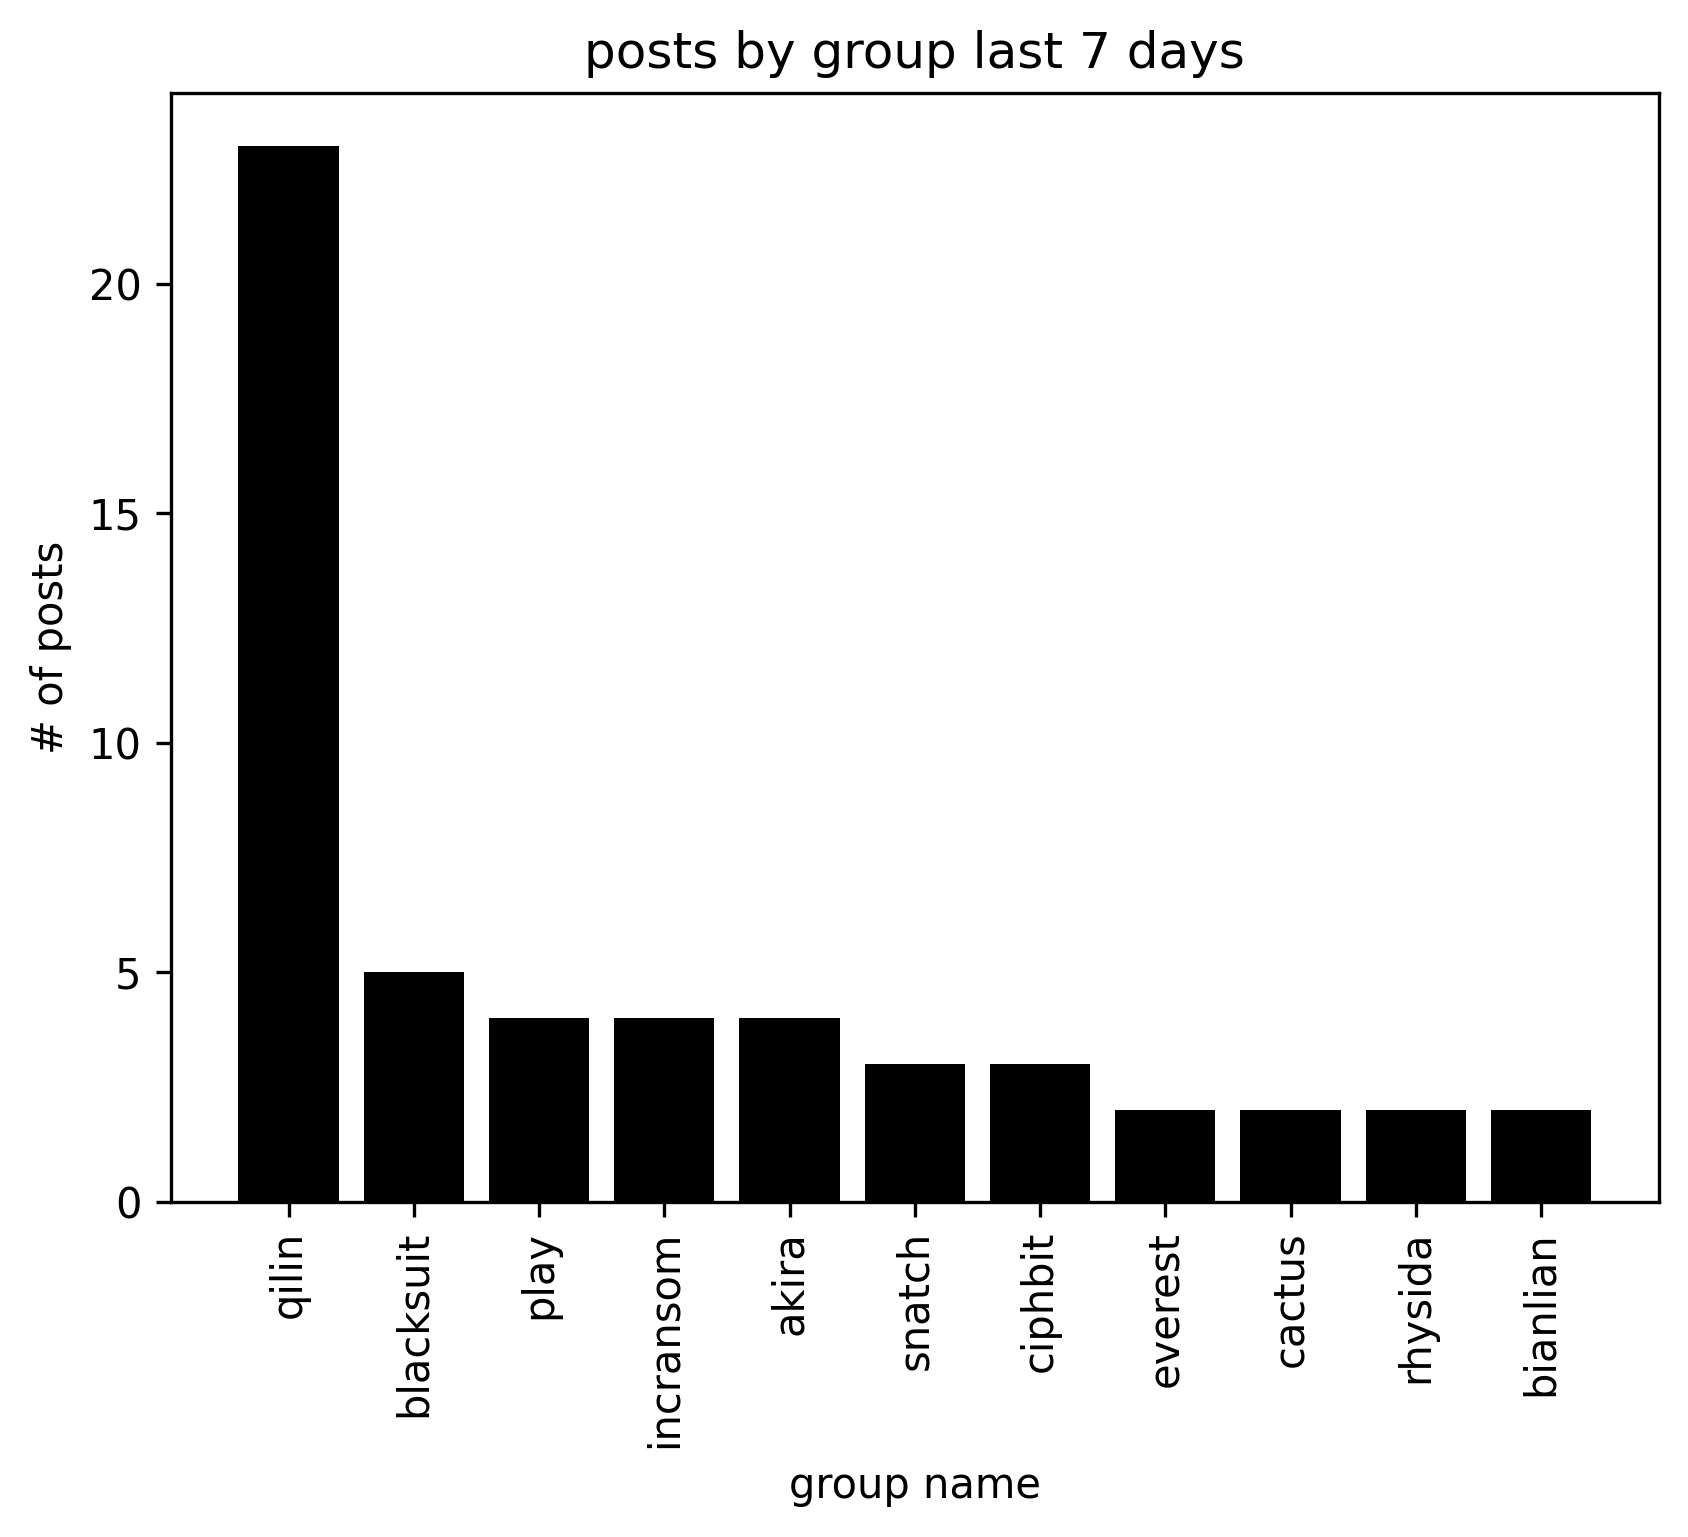 posts by group last 7 days
# of posts
20
15
10
5
0
qilin
blacksuit
play
incransom
akira
snatch
ciphbit
everest
cactus
rhysida
bianlian
group name